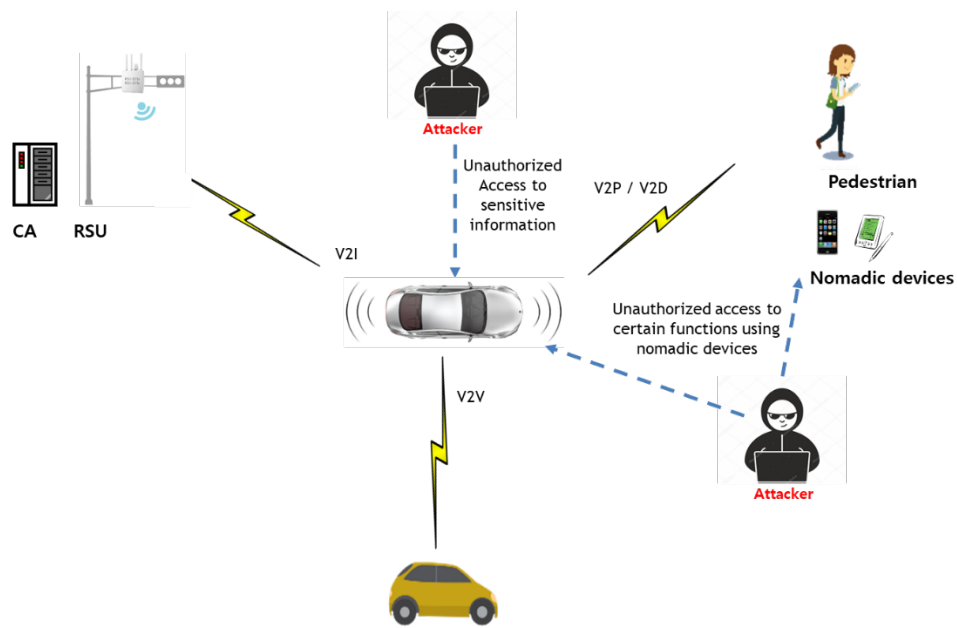 Attacker
Unauthorized
Access to
sensitive
information
V2P / V2D
Pedestrian
CA
RSU
V2I
Nomadic devices
Unauthorized access to
certain functions using
nomadic devices
V2V
Attacker